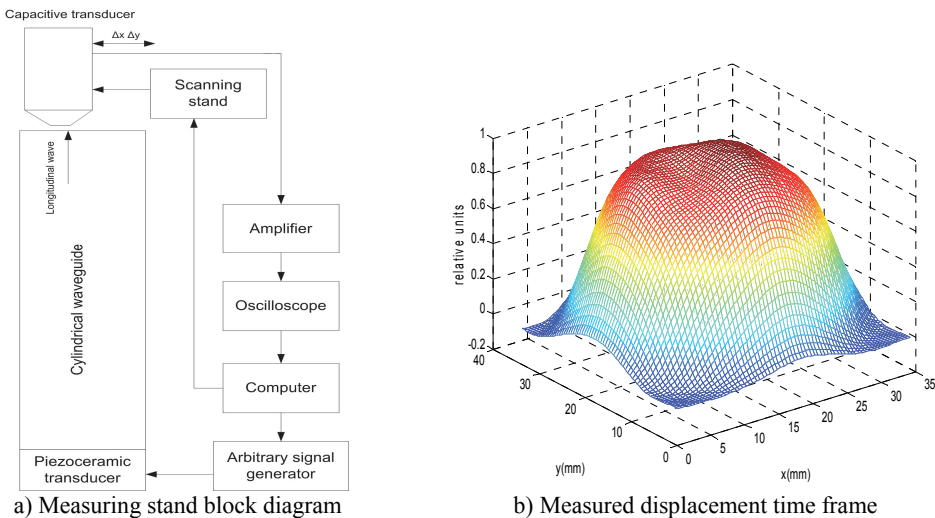 Capacitive transducer
Δx Δy
Scanning
stand
Longitudinal wave
Cylindrical waveguide
Amplifier
Oscilloscope
Computer
Arbitrary signal
generator
Piezoceramic
transducer
a) Measuring stand block diagram
1
0.8
0.6
0.4
0.2
0
-0.2
relative units
40
30
20
10
0
y(mm)
0
5
10
15
20
25
30
35
x(mm)
b) Measured displacement time frame